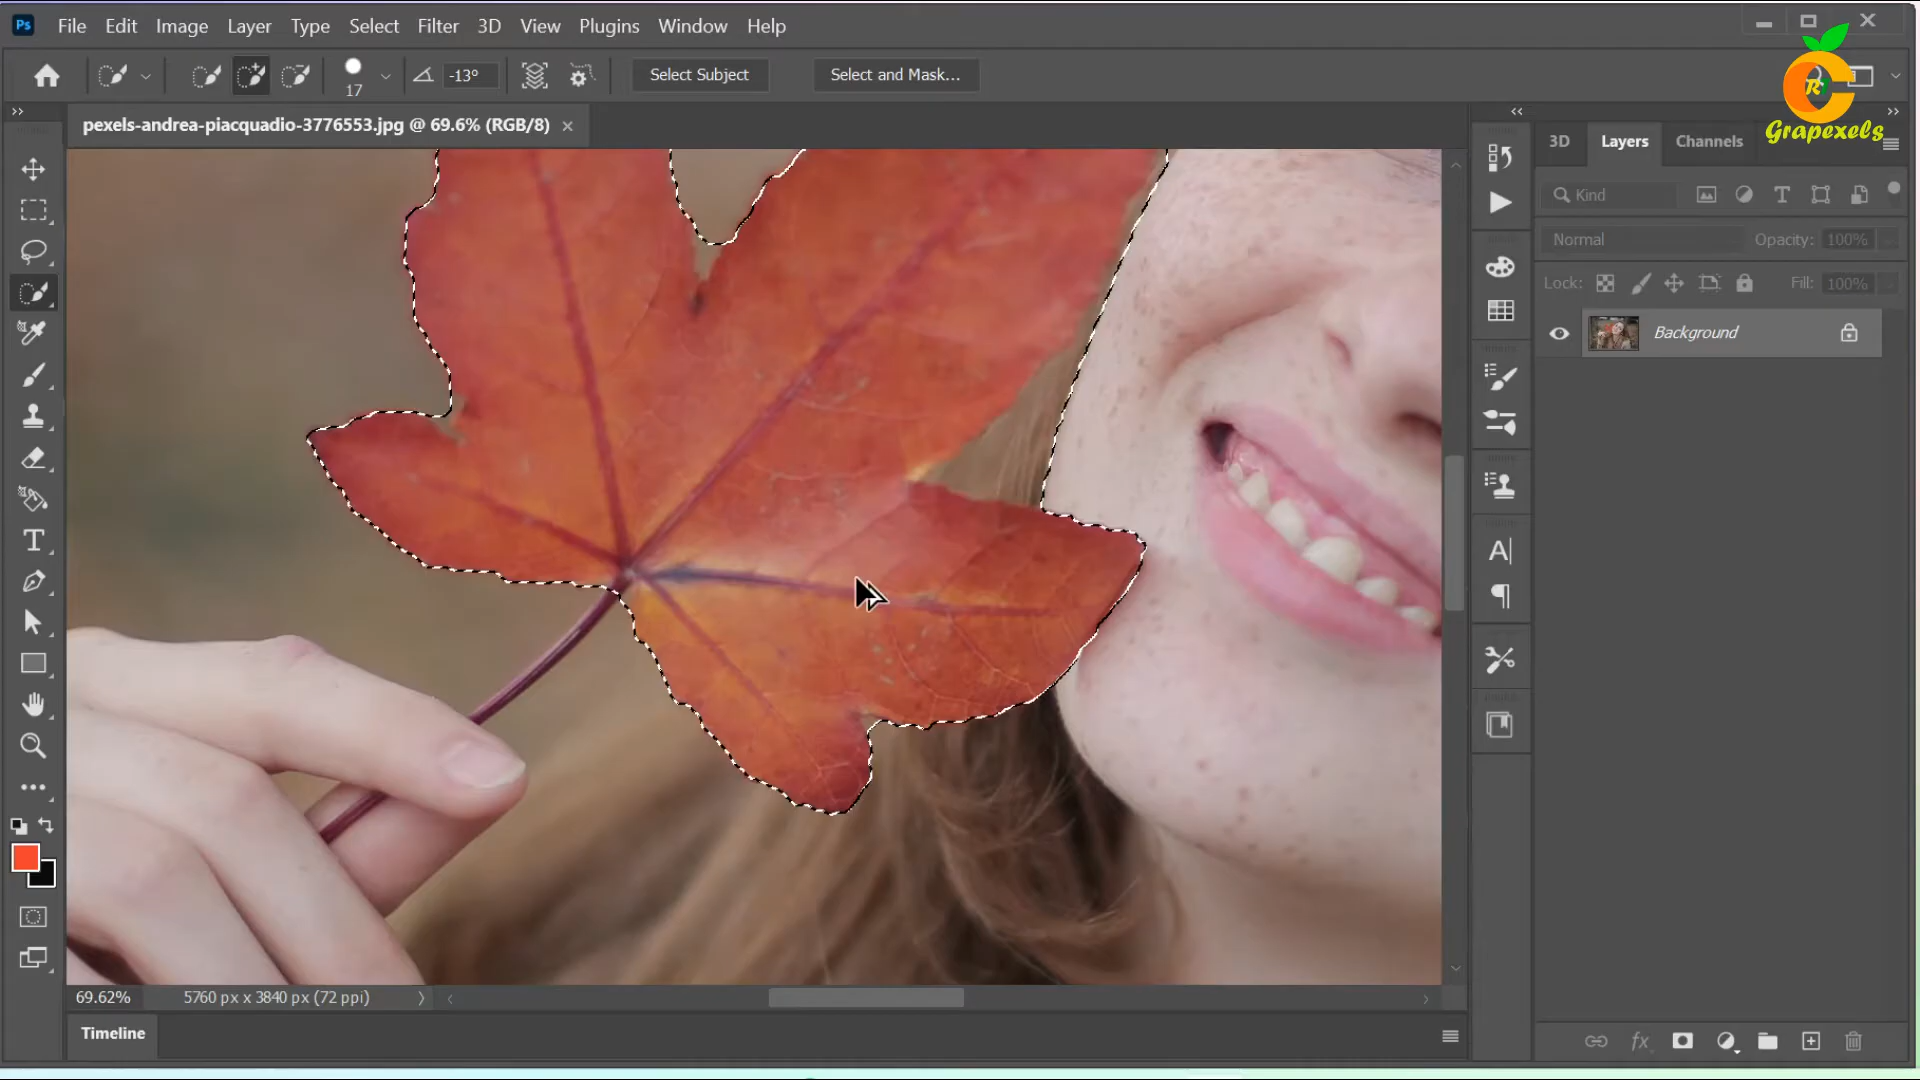 Ps File Edit Image Layer Type Select Filter 3D View Plugins Window Help
17 -13° Select Subject Select and Mask...
Grapexels
pexels-andrea-piacquadio-3776553.jpg @ 69.6% (RGB/8)
3D Layers Channels
Kind
Normal Opacity: 100%
Lock: Fill: 100%
Background
69.62% 5760 px x 3840 px (72 ppi)
Timeline